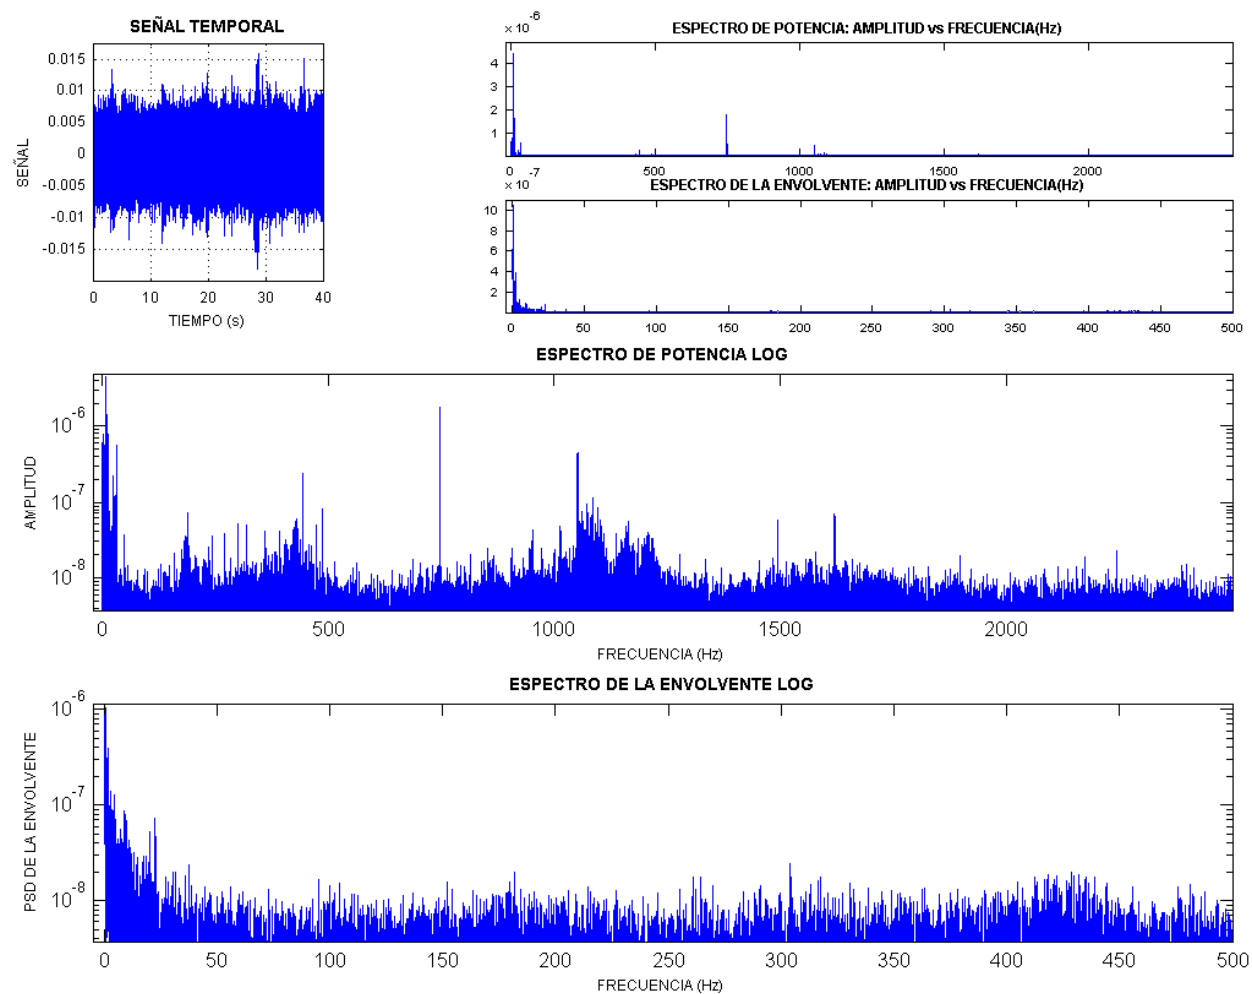 SEÑAL TEMPORAL
SEÑAL
0.015
0.01
0.005
0
-0.005
-0.01
-0.015
0 10 20 30 40
TIEMPO (s)
× 10 -6
ESPECTRO DE POTENCIA: AMPLITUD vs FRECUENCIA(Hz)
4
3
2
1
0 500 1000 1500 2000
× 10 -7
ESPECTRO DE LA ENVOLVENTE: AMPLITUD vs FRECUENCIA(Hz)
10
8
6
4
2
0 50 100 150 200 250 300 350 400 450 500
ESPECTRO DE POTENCIA LOG
AMPLITUD
10-6
10-7
10-8
0 500 1000 1500 2000
FRECUENCIA (Hz)
ESPECTRO DE LA ENVOLVENTE LOG
PSD DE LA ENVOLVENTE
10-6
10-7
10-8
0 50 100 150 200 250 300 350 400 450 500
FRECUENCIA (Hz)